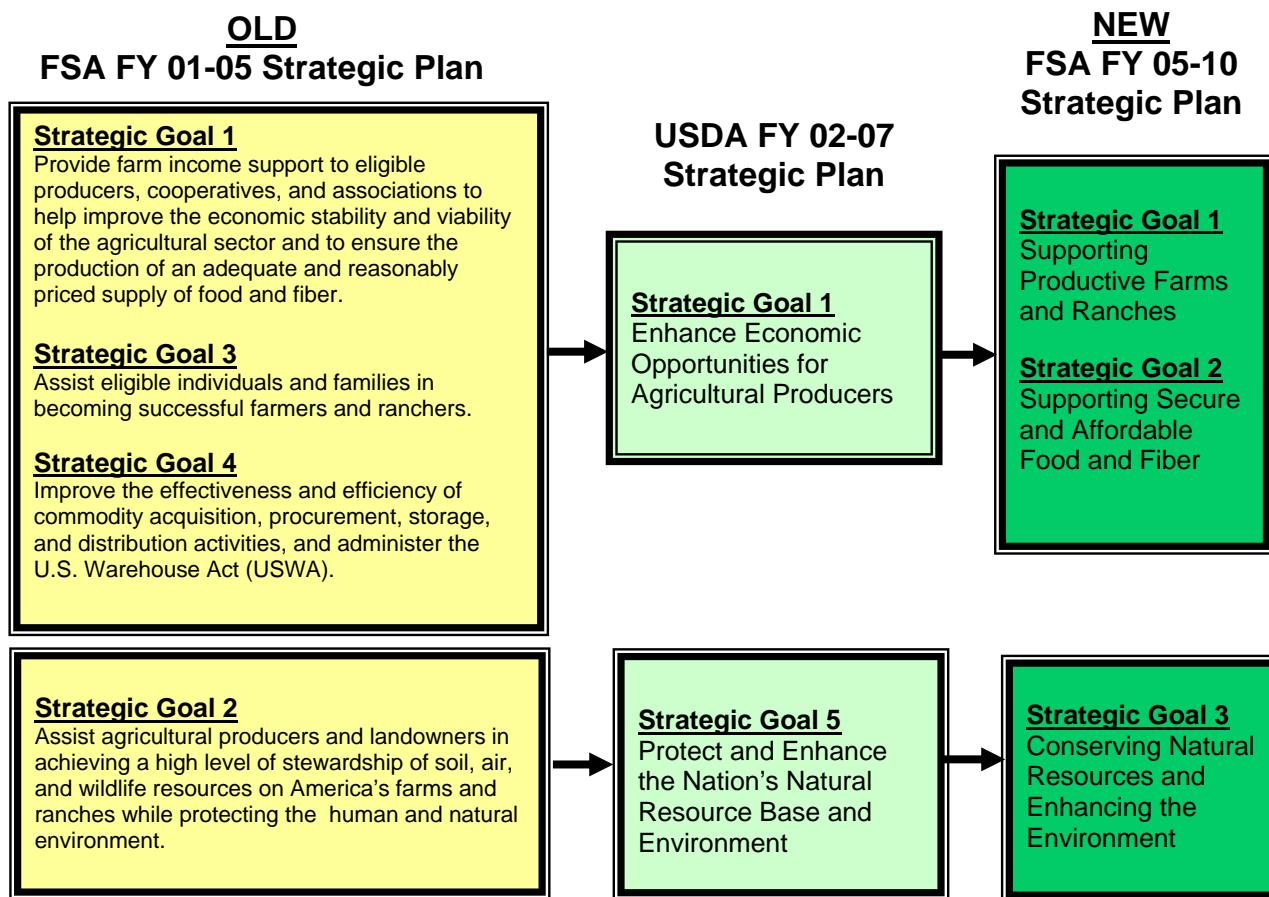 OLD
FSA FY 01-05 Strategic Plan
Strategic Goal 1
Provide farm income support to eligible
producers, cooperatives, and associations to
help improve the economic stability and viability
of the agricultural sector and to ensure the
production of an adequate and reasonably
priced supply of food and fiber.
Strategic Goal 3
Assist eligible individuals and families in
becoming successful farmers and ranchers.
Strategic Goal 4
Improve the effectiveness and efficiency of
commodity acquisition, procurement, storage,
and distribution activities, and administer the
U.S. Warehouse Act (USWA).
USDA FY 02-07
Strategic Plan
Strategic Goal 1
Enhance Economic
Opportunities for
Agricultural Producers
NEW
FSA FY 05-10
Strategic Plan
Strategic Goal 1
Supporting
Productive Farms
and Ranches
Strategic Goal 2
Supporting Secure
and Affordable
Food and Fiber
Strategic Goal 2
Assist agricultural producers and landowners in
achieving a high level of stewardship of soil, air,
and wildlife resources on America’s farms and
ranches while protecting the human and natural
environment.
Strategic Goal 5
Protect and Enhance
the Nation’s Natural
Resource Base and
Environment
Strategic Goal 3
Conserving Natural
Resources and
Enhancing the
Environment